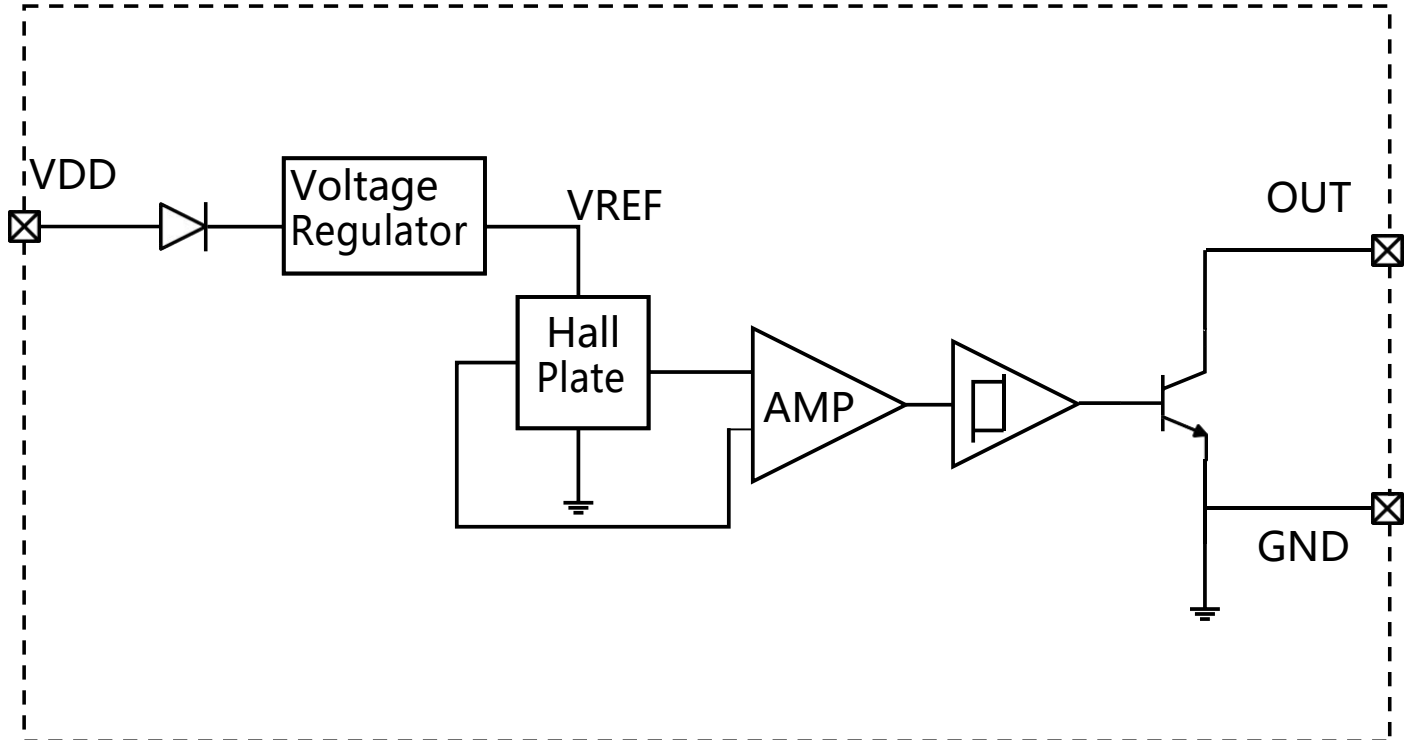 VDD
Voltage
Regulator
VREF
OUT
Hall
Plate
AMP
GND